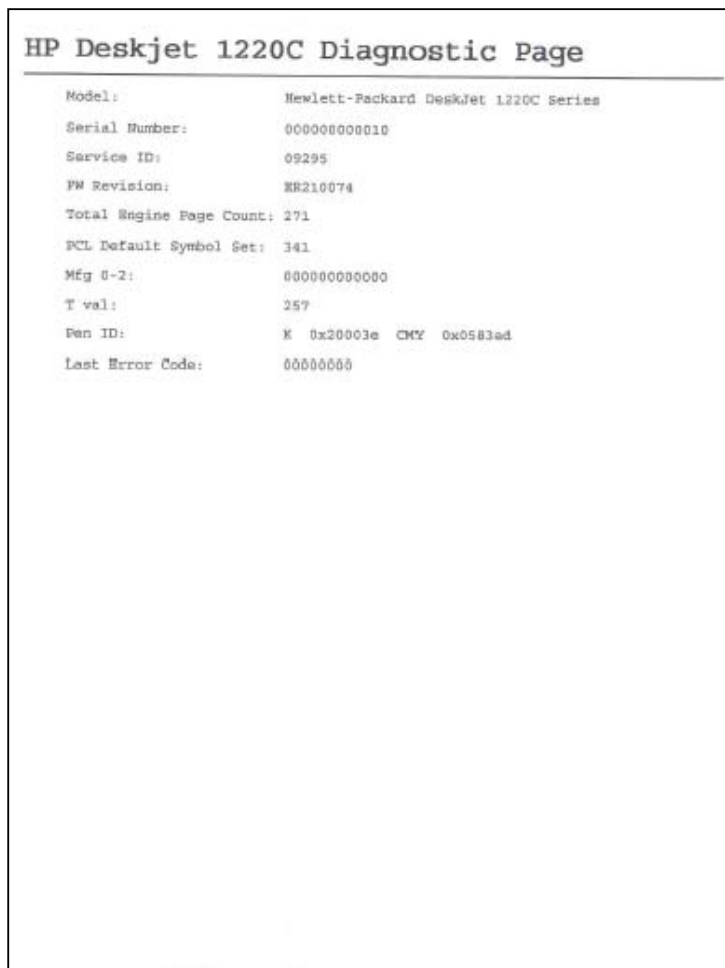 HP Deskjet 1220C Diagnostic Page
Model: Hewlett-Packard DeskJet 1220C Series
Serial Number: 000000000010
Service ID: 09295
FW Revision: KR210074
Total Engine Page Count: 271
PCL Default Symbol Set: 341
Mfg 0-2: 000000000000
T val: 257
Pen ID: K 0x20003e CMY 0x0583ed
Last Error Code: 00000000